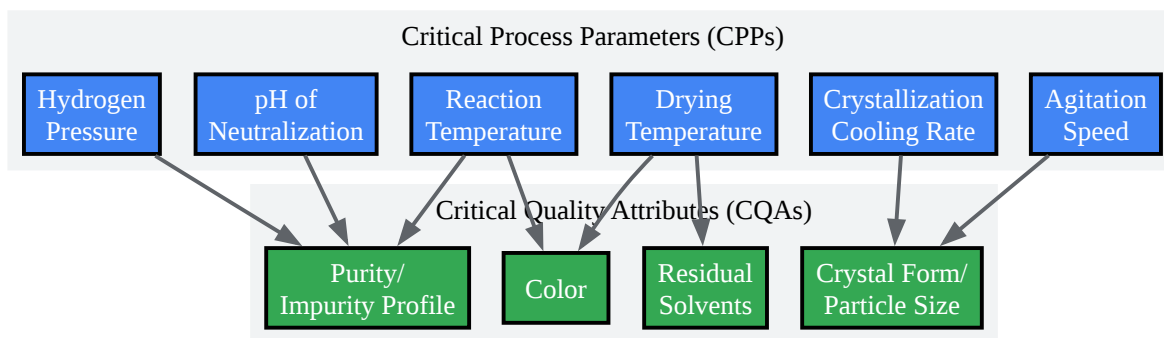 Critical Process Parameters (CPPs)
Hydrogen
Pressure
pH of
Neutralization
Reaction
Temperature
Drying
Temperature
Crystallization
Cooling Rate
Agitation
Speed
Critical Quality Attributes (CQAs)
Purity/
Impurity Profile
Color
Residual
Solvents
Crystal Form/
Particle Size